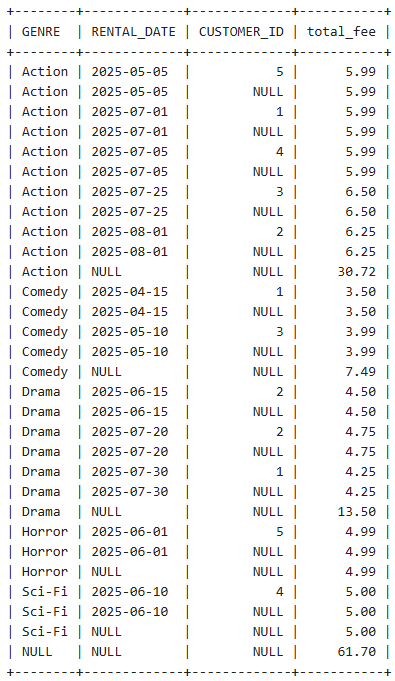 +--------+-------------+-------------+-----------+
| GENRE  | RENTAL_DATE | CUSTOMER_ID | total_fee |
+--------+-------------+-------------+-----------+
| Action | 2025-05-05  |           5 |      5.99 |
| Action | 2025-05-05  |        NULL |      5.99 |
| Action | 2025-07-01  |           1 |      5.99 |
| Action | 2025-07-01  |        NULL |      5.99 |
| Action | 2025-07-05  |           4 |      5.99 |
| Action | 2025-07-05  |        NULL |      5.99 |
| Action | 2025-07-25  |           3 |      6.50 |
| Action | 2025-07-25  |        NULL |      6.50 |
| Action | 2025-08-01  |           2 |      6.25 |
| Action | 2025-08-01  |        NULL |      6.25 |
| Action | NULL        |        NULL |     30.72 |
| Comedy | 2025-04-15  |           1 |      3.50 |
| Comedy | 2025-04-15  |        NULL |      3.50 |
| Comedy | 2025-05-10  |           3 |      3.99 |
| Comedy | 2025-05-10  |        NULL |      3.99 |
| Comedy | NULL        |        NULL |      7.49 |
| Drama  | 2025-06-15  |           2 |      4.50 |
| Drama  | 2025-06-15  |        NULL |      4.50 |
| Drama  | 2025-07-20  |           2 |      4.75 |
| Drama  | 2025-07-20  |        NULL |      4.75 |
| Drama  | 2025-07-30  |           1 |      4.25 |
| Drama  | 2025-07-30  |        NULL |      4.25 |
| Drama  | NULL        |        NULL |     13.50 |
| Horror | 2025-06-01  |           5 |      4.99 |
| Horror | 2025-06-01  |        NULL |      4.99 |
| Horror | NULL        |        NULL |      4.99 |
| Sci-Fi | 2025-06-10  |           4 |      5.00 |
| Sci-Fi | 2025-06-10  |        NULL |      5.00 |
| Sci-Fi | NULL        |        NULL |      5.00 |
| NULL   | NULL        |        NULL |     61.70 |
+--------+-------------+-------------+-----------+